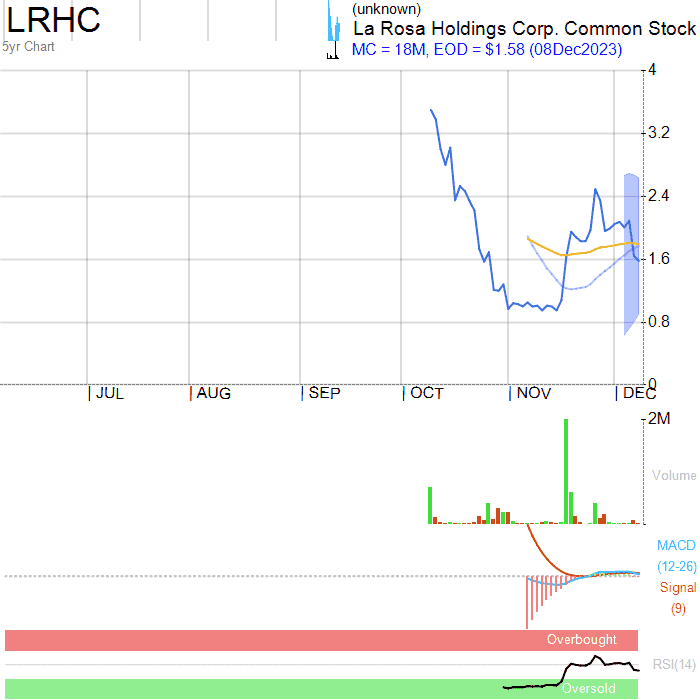 LRHC
5yr Chart
(unknown)
La Rosa Holdings Corp. Common Stock
MC = 18M, EOD = $1.58 (08Dec2023)
4
3.2
2.4
1.6
0.8
0
JUL AUG SEP OCT NOV DEC
2M
Volume
MACD
(12-26)
Signal
(9)
Overbought
RSI(14)
Oversold